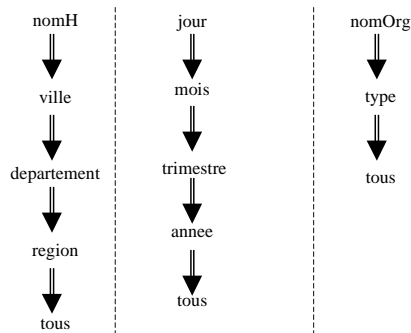 nomH
ville
departement
region
tous
jour
mois
trimestre
annee
tous
nomOrg
type
tous